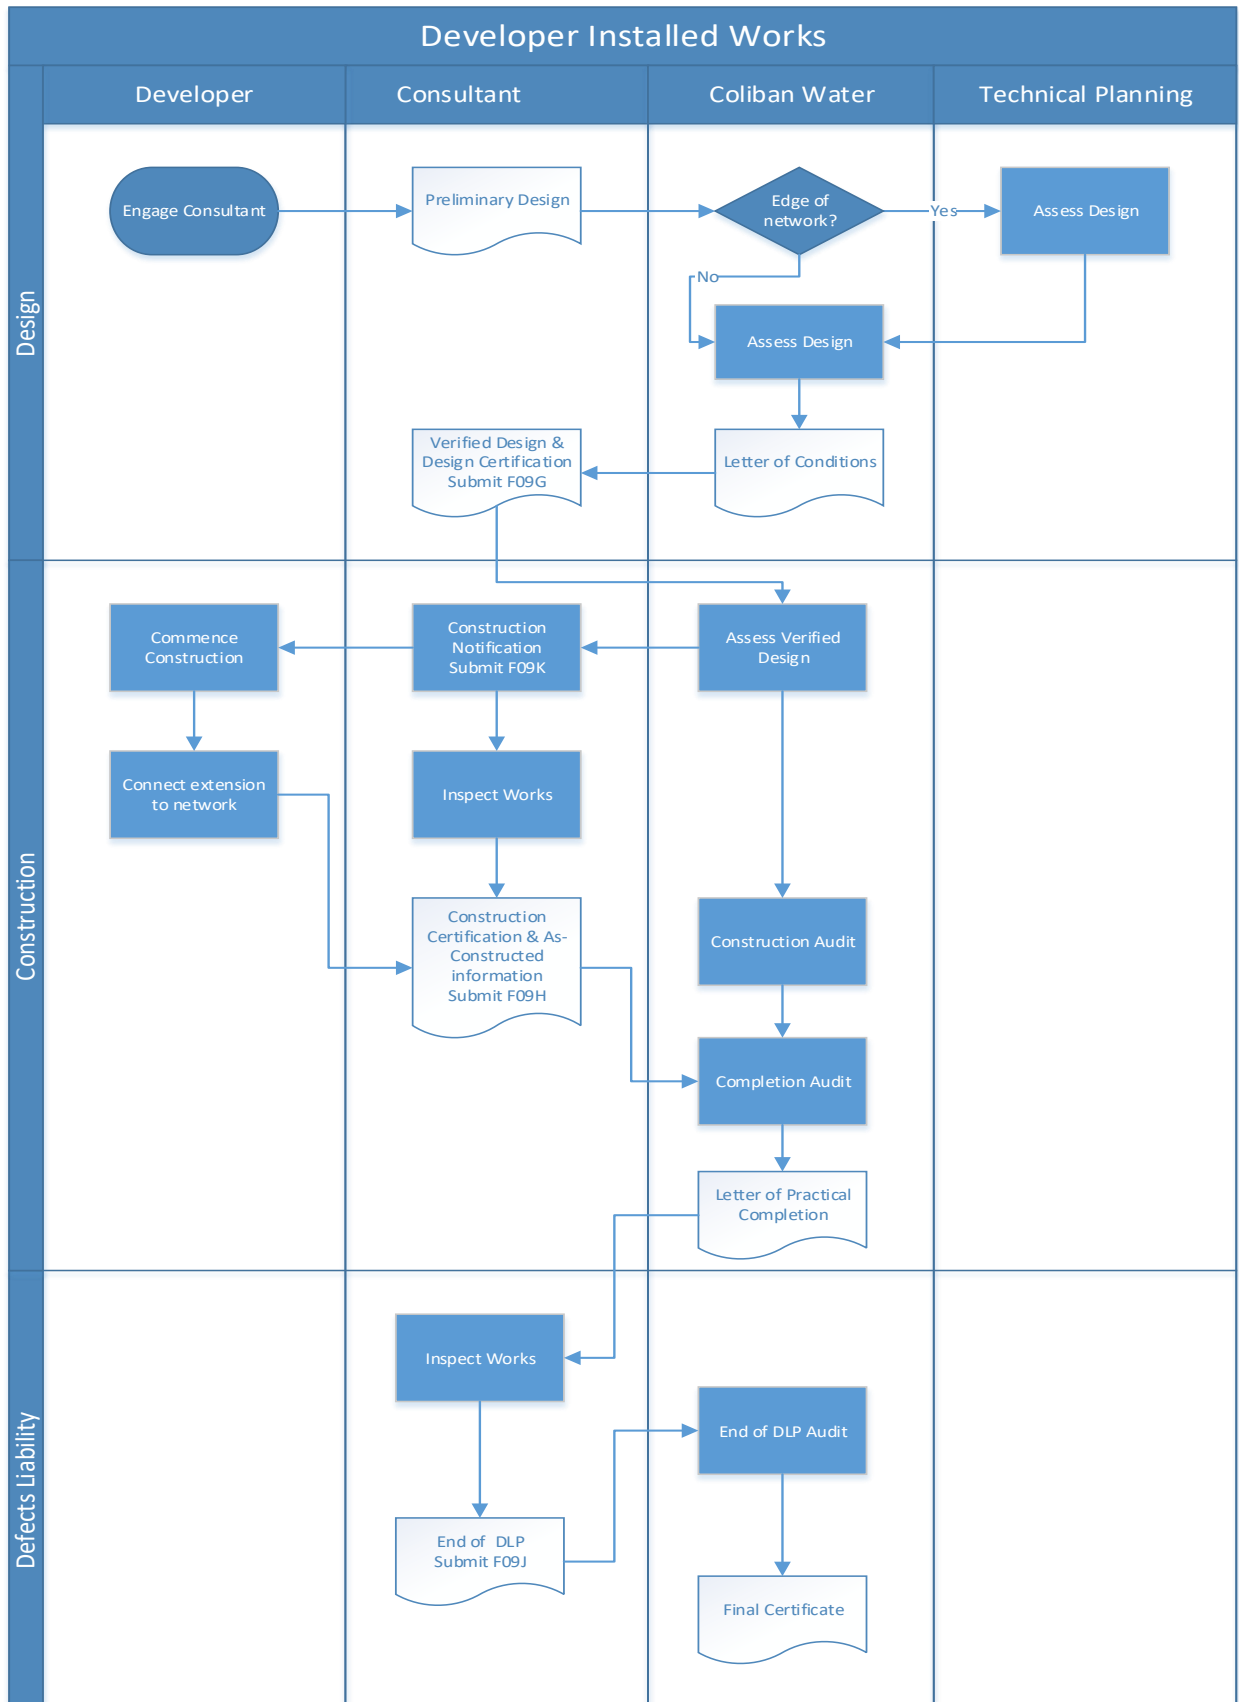 Developer Installed Works
Developer
Consultant
Coliban Water
Technical Planning
Design
Engage Consultant
Preliminary Design
Edge of
network?
Yes
Assess Design
No
Assess Design
Verified Design &
Design Certification
Submit F09G
Letter of Conditions
Construction
Commence
Construction
Construction
Notification
Submit F09K
Assess Verified
Design
Connect extension
to network
Inspect Works
Construction
Certification & As-
Constructed
information
Submit F09H
Construction Audit
Completion Audit
Letter of Practical
Completion
Defects Liability
Inspect Works
End of DLP Audit
End of DLP
Submit F09J
Final Certificate